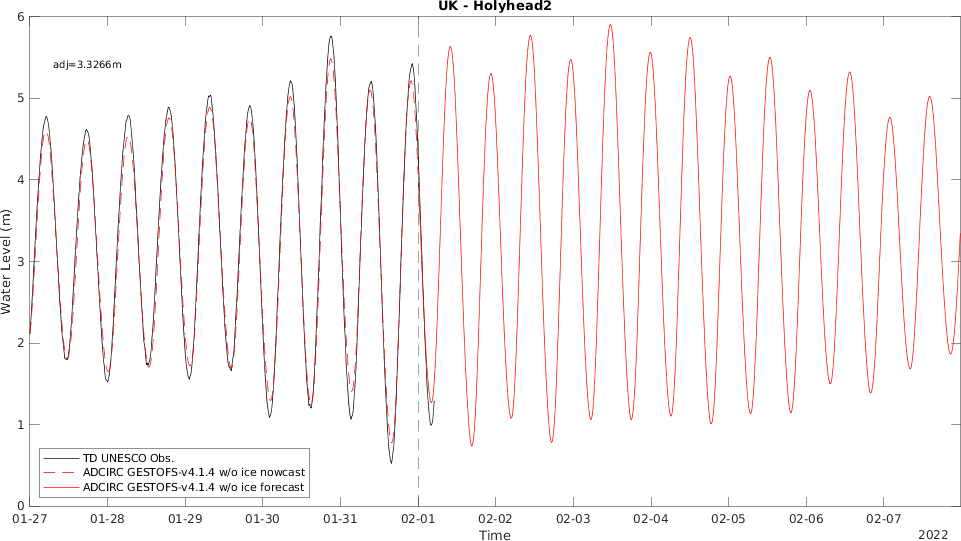 UK - Holyhead2
adj=3.3266m
6
5
4
3
2
1
0
Water Level (m)
TD UNESCO Obs.
ADCIRC GESTOFS-v4.1.4 w/o ice nowcast
ADCIRC GESTOFS-v4.1.4 w/o ice forecast
01-27 01-28 01-29 01-30 01-31 02-01 02-02 02-03 02-04 02-05 02-06 02-07
Time
2022